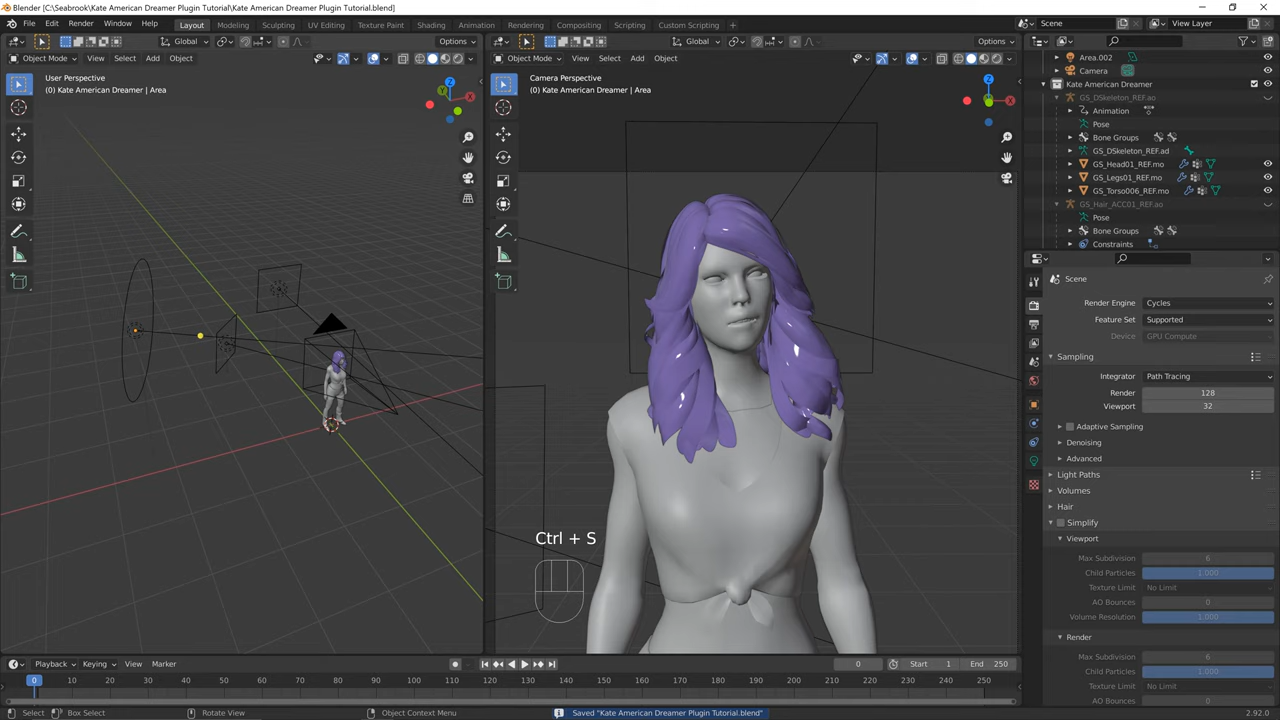 Blender [C:\Seabrook\Kate American Dreamer Plugin Tutorial\Kate American Dreamer Plugin Tutorial.blend]
File Edit Render Window Help
Layout Modeling Sculpting UV Editing Texture Paint Shading Animation Rendering Compositing Scripting Custom Scripting +
Scene View Layer
Global Options
Global Options
Object Mode View Select Add Object
Object Mode View Select Add Object
User Perspective
(0) Kate American Dreamer | Area
Camera Perspective
(0) Kate American Dreamer | Area
Z
Y
X
Z
X
Area.002
Camera
Kate American Dreamer
GS_DSkeleton_REF.ao
Animation
Pose
Bone Groups
GS_DSkeleton_REF.ad
GS_Head01_REF.mo
GS_Legs01_REF.mo
GS_Torso006_REF.mo
GS_Hair_ACC01_REF.ao
Pose
Bone Groups
Constraints
Scene
Render Engine Cycles
Feature Set Supported
Device GPU Compute
Sampling
Integrator Path Tracing
Render 128
Viewport 32
Adaptive Sampling
Denoising
Advanced
Light Paths
Volumes
Hair
Simplify
Viewport
Max Subdivision 6
Child Particles 1.000
Texture Limit No Limit
AO Bounces 0
Volume Resolution 1.000
Render
Max Subdivision 6
Child Particles 1.000
Texture Limit No Limit
AO Bounces 0
Ctrl + S
Playback Keying View Marker
0 Start 1 End 250
0 10 20 30 40 50 60 70 80 90 100 110 120 130 140 150 160 170 180 190 200 210 220 230 240 250
Select Box Select Rotate View Object Context Menu Saved "Kate American Dreamer Plugin Tutorial.blend" 2.92.0